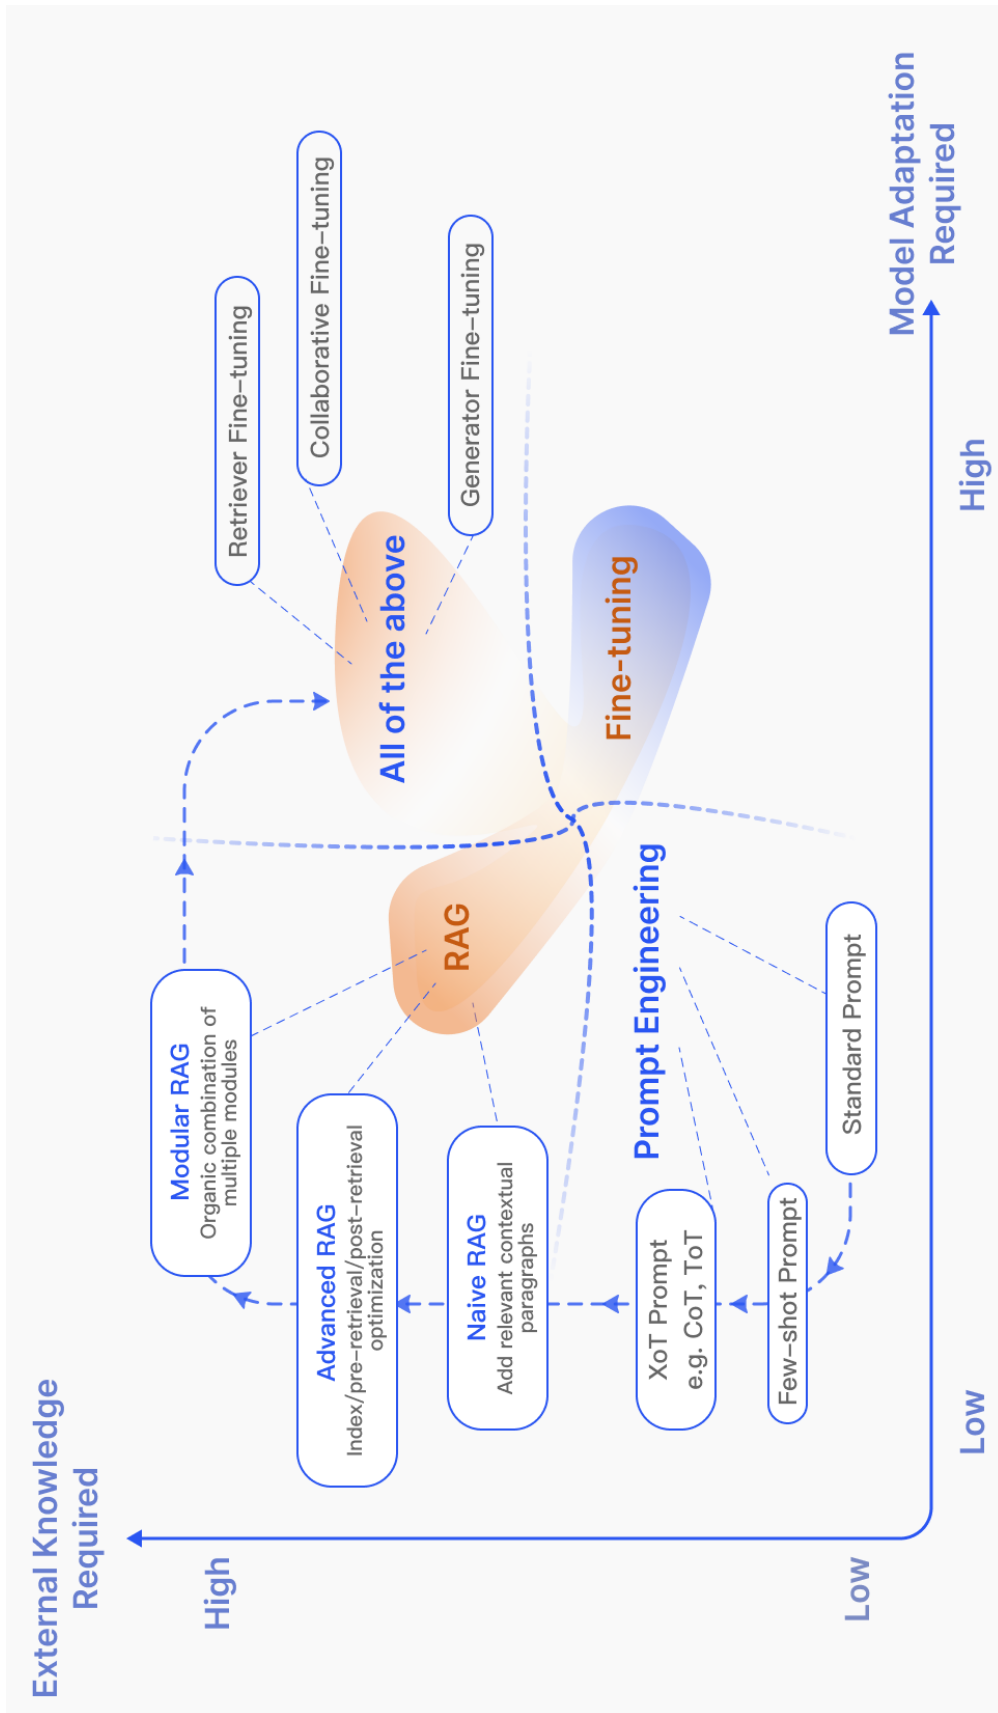 External Knowledge
Required
High
Modular RAG
Organic combination of
multiple modules
Retriever Fine-tuning
Collaborative Fine-tuning
Advanced RAG
Index/pre-retrieval/post-retrieval
optimization
All of the above
RAG
Generator Fine-tuning
Naive RAG
Add relevant contextual
paragraphs
Fine-tuning
Prompt Engineering
XoT Prompt
e.g. CoT, ToT
Few-shot Prompt
Standard Prompt
Low
Model Adaptation
Required
Low
High